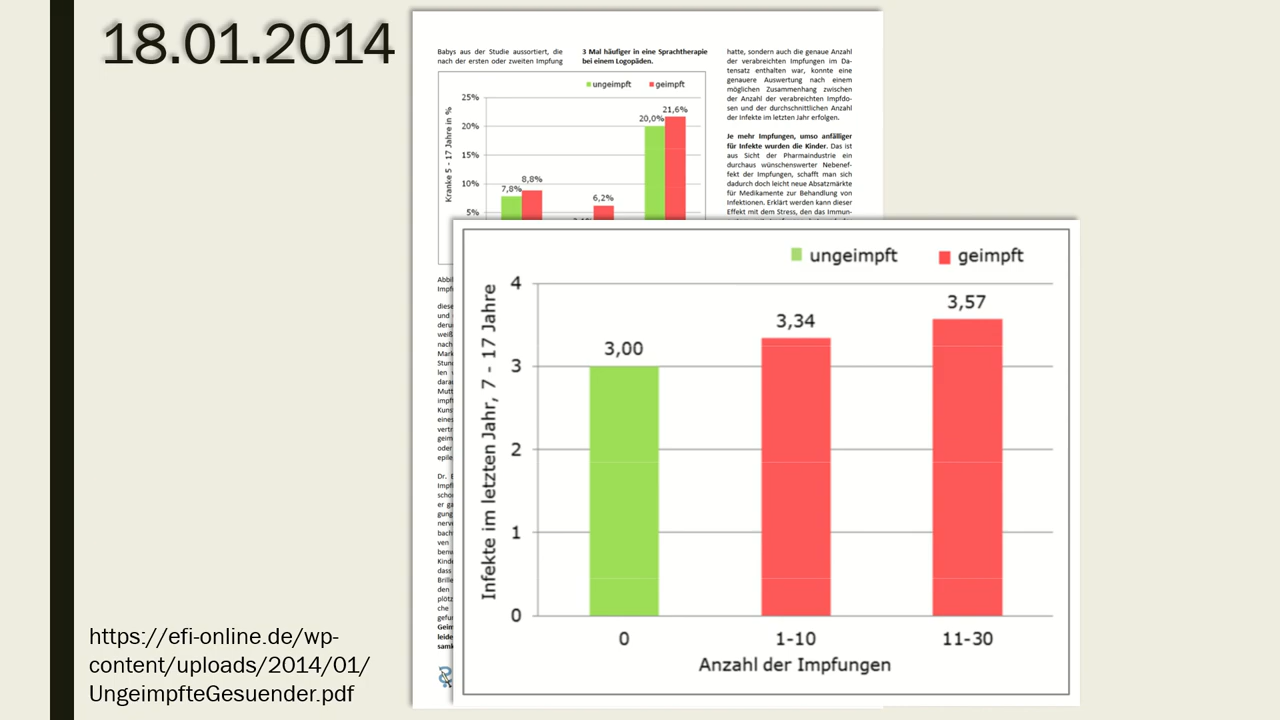 18.01.2014
https://efi-online.de/wp-
content/uploads/2014/01/
UngeimpfteGesuender.pdf
Babys aus der Studie aussortiert, die
nach der ersten oder zweiten Impfung
3 Mal häufiger in eine Sprachtherapie
bei einem Logopäden.
ungeimpft geimpft
Kranke 5 - 17 Jahre in %
25%
20%
15%
10%
5%
7,8%
8,8%
6,2%
20,0%
21,6%
hatte, sondern auch die genaue Anzahl
der verabreichten Impfungen im Da-
tensatz enthalten war, konnte eine
genauere Auswertung nach einem
möglichen Zusammenhang zwischen
der Anzahl der verabreichten Impfdo-
sen und der durchschnittlichen Anzahl
der Infekte im letzten Jahr erfolgen.
Je mehr Impfungen, umso anfälliger
für Infekte wurden die Kinder. Das ist
aus Sicht der Pharmaindustrie ein
durchaus wünschenswerter Nebenef-
fekt der Impfungen, schafft man sich
dadurch doch leicht neue Absatzmärkte
für Medikamente zur Behandlung von
Infektionen. Erklärt werden kann dieser
Effekt mit dem Stress, den das Immun-
ungeimpft geimpft
Infekte im letzten Jahr, 7 - 17 Jahre
4
3
2
1
0
3,00
3,34
3,57
0 1-10 11-30
Anzahl der Impfungen